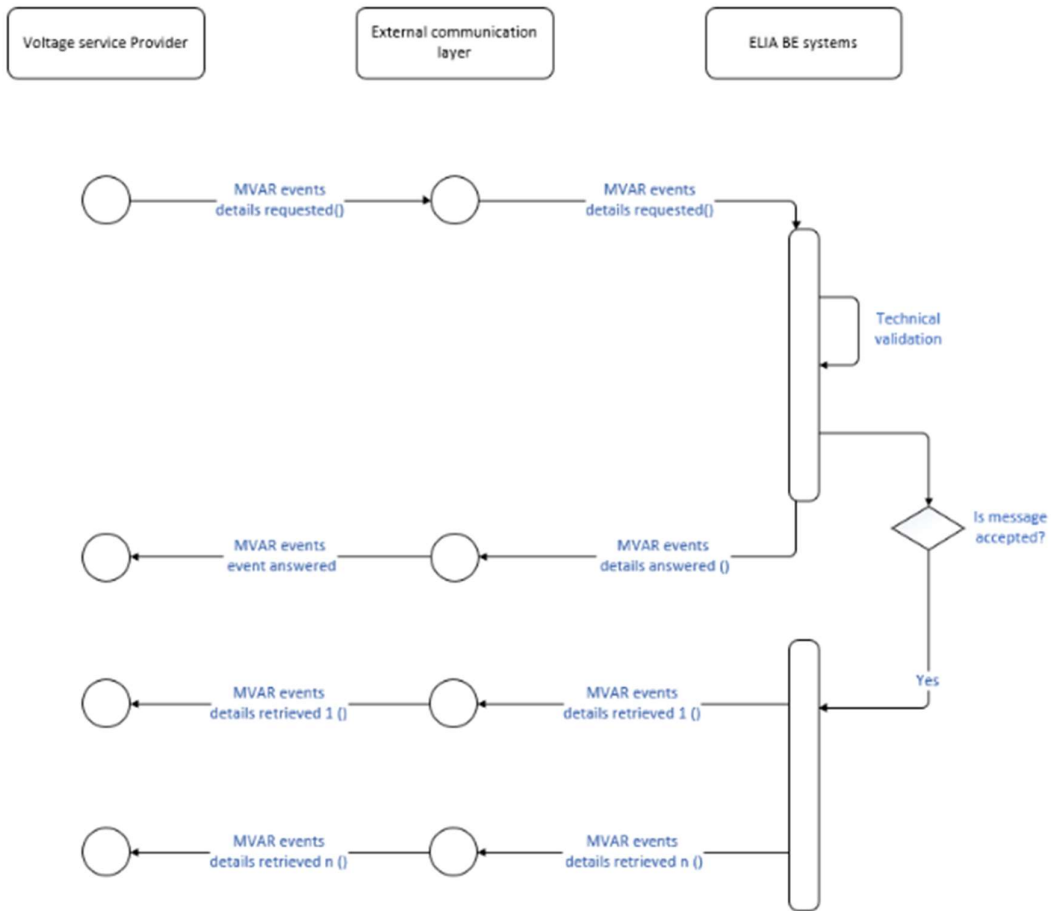 Voltage service Provider
External communication
layer
ELIA BE systems
MVAR events
details requested()
MVAR events
details requested()
Technical
validation
Is message
accepted?
MVAR events
event answered
MVAR events
details answered ()
Yes
MVAR events
details retrieved 1 ()
MVAR events
details retrieved 1 ()
MVAR events
details retrieved n ()
MVAR events
details retrieved n ()